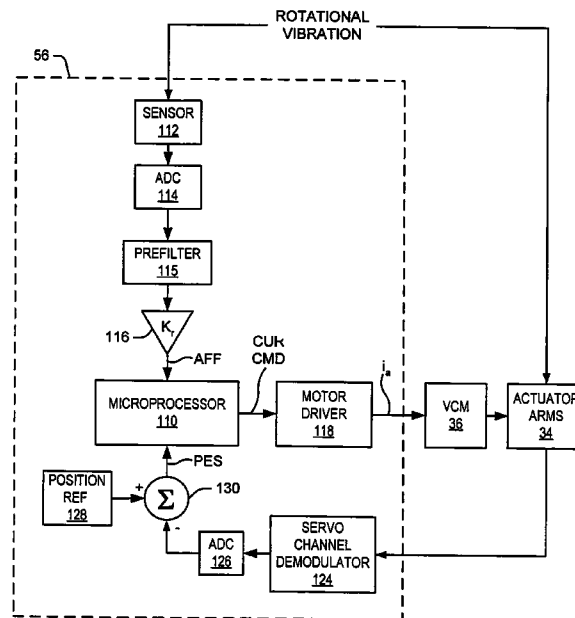 ROTATIONAL
VIBRATION
56
SENSOR
112
ADC
114
PREFILTER
115
116
Kr
AFF
CUR
CMD
ia
MICROPROCESSOR
110
MOTOR
DRIVER
118
VCM
36
ACTUATOR
ARMS
34
PES
POSITION
REF
128
+
Σ
130
-
ADC
126
SERVO
CHANNEL
DEMODULATOR
124